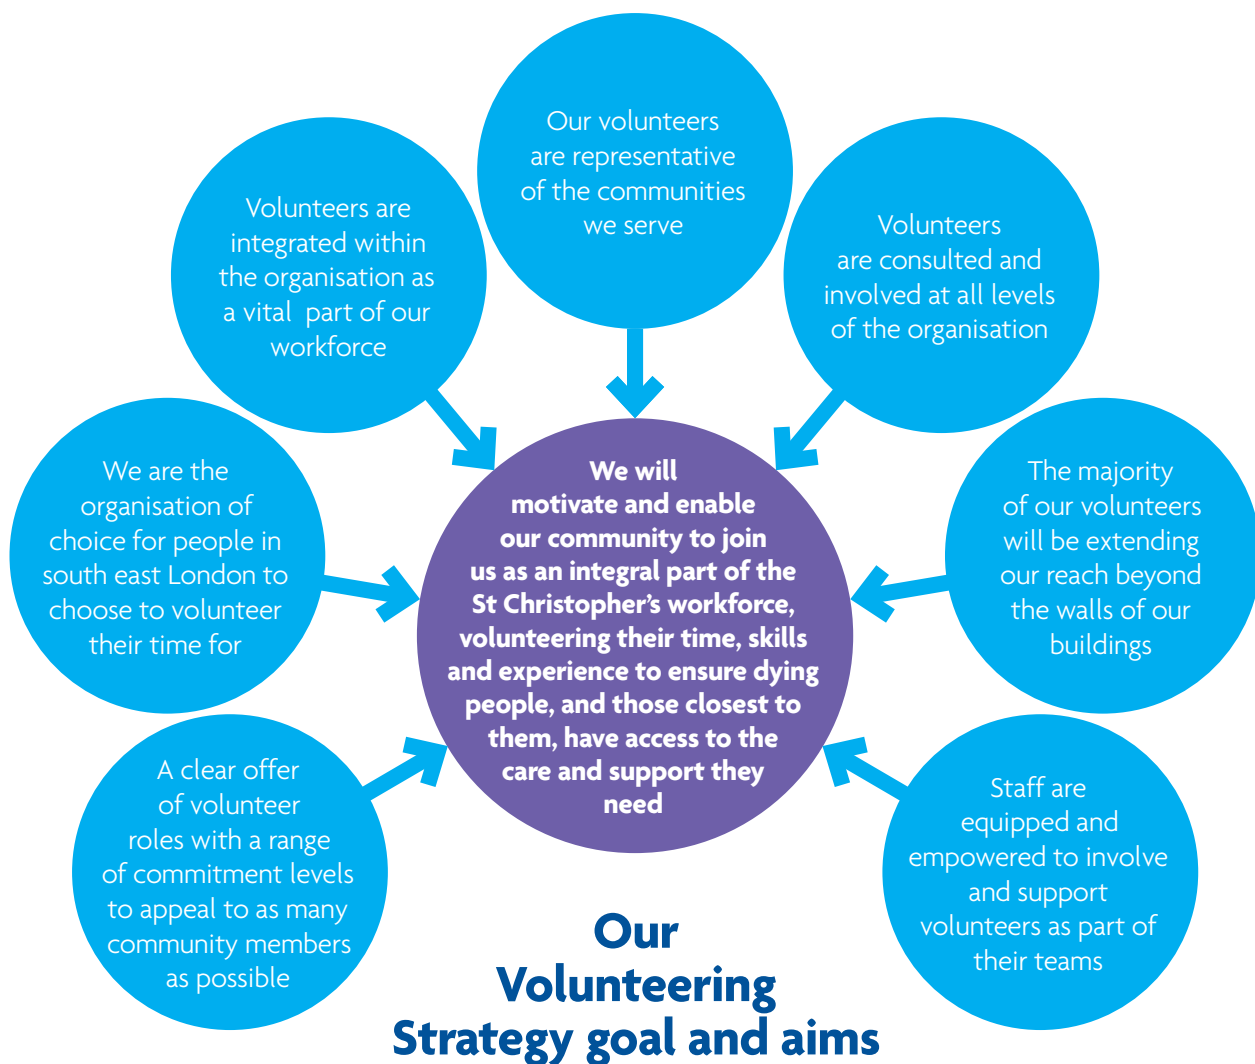 Our volunteers
are representative
of the communities
we serve
Volunteers are
integrated within
the organisation as
a vital  part of our
workforce
Volunteers
are consulted and
involved at all levels
of the organisation
We are the
organisation of
choice for people in
south east London to
choose to volunteer
their time for
We will
motivate and enable
our community to join
us as an integral part of the
St Christopher’s workforce,
volunteering their time, skills
and experience to ensure dying
people, and those closest to
them, have access to the
care and support they
need
The majority
of our volunteers
will be extending
our reach beyond
the walls of our
buildings
A clear offer
of volunteer
roles with a range
of commitment levels
to appeal to as many
community members
as possible
Staff are
equipped and
empowered to involve
and support
volunteers as part of
their teams
Our
Volunteering
Strategy goal and aims